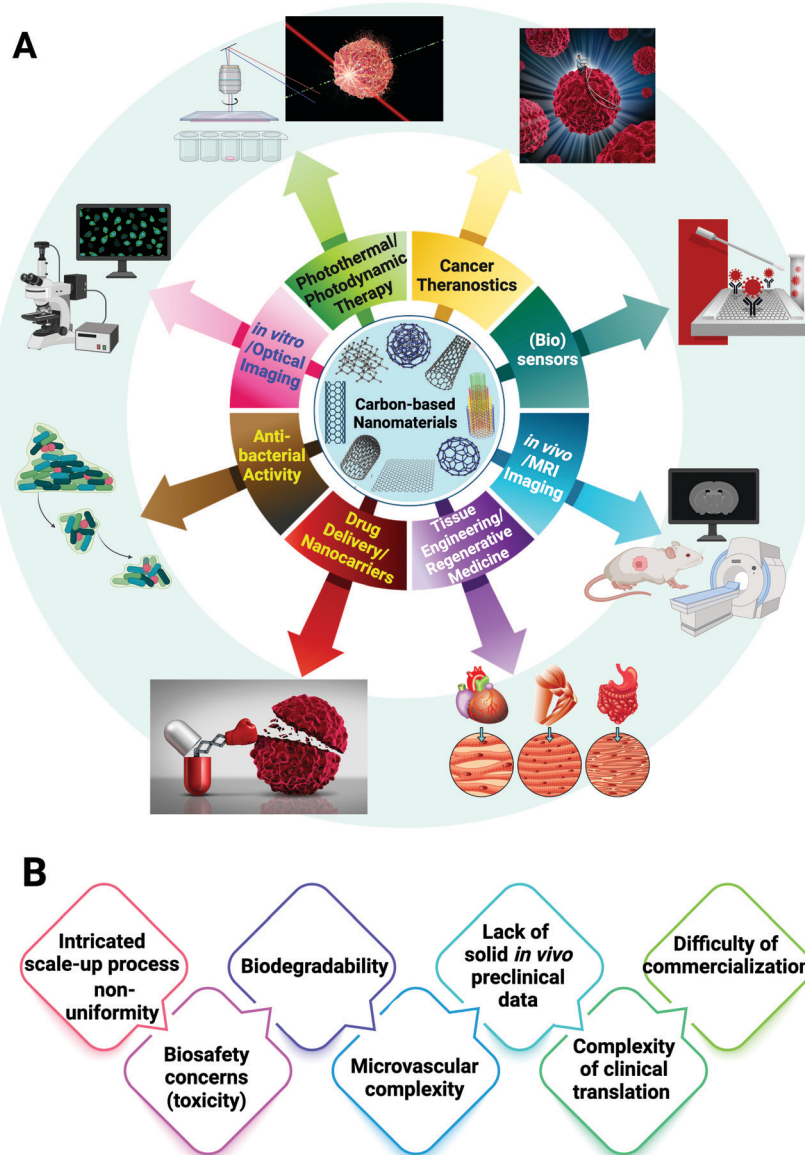 A
Photothermal/
Photodynamic
Therapy
Cancer
Theranostics
(Bio)
sensors
in vivo
/MRI
Imaging
Tissue
Engineering/
Regenerative
Medicine
Drug
Delivery/
Nanocarriers
Anti-
bacterial
Activity
in vitro
/Optical
Imaging
Carbon-based
Nanomaterials
B
Intricated
scale-up process
non-
uniformity
Biosafety
concerns
(toxicity)
Biodegradability
Microvascular
complexity
Lack of
solid in vivo
preclinical
data
Complexity
of clinical
translation
Difficulty of
commercialization